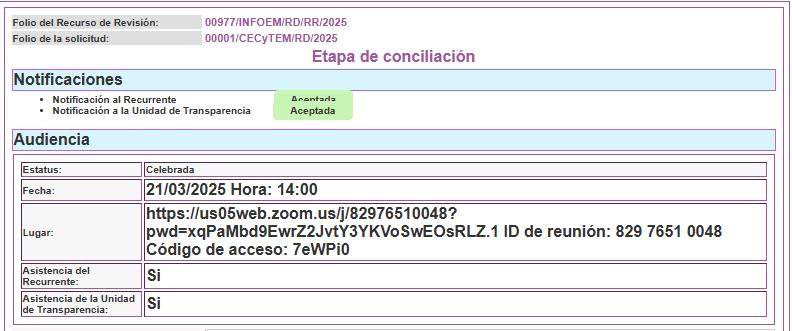 Folio del Recurso de Revisión: 00977/INFOEM/RD/RR/2025
Folio de la solicitud: 00001/CECyTEM/RD/2025
Etapa de conciliación
Notificaciones
• Notificación al Recurrente Aceptada
• Notificación a la Unidad de Transparencia Aceptada
Audiencia
Estatus: Celebrada
Fecha: 21/03/2025 Hora: 14:00
Lugar: https://us05web.zoom.us/j/82976510048?
pwd=xqPaMbd9EwrZ2JvtY3YKVoSwEOsRLZ.1 ID de reunión: 829 7651 0048
Código de acceso: 7eWPi0
Asistencia del
Recurrente: Si
Asistencia de la Unidad
de Transparencia: Si